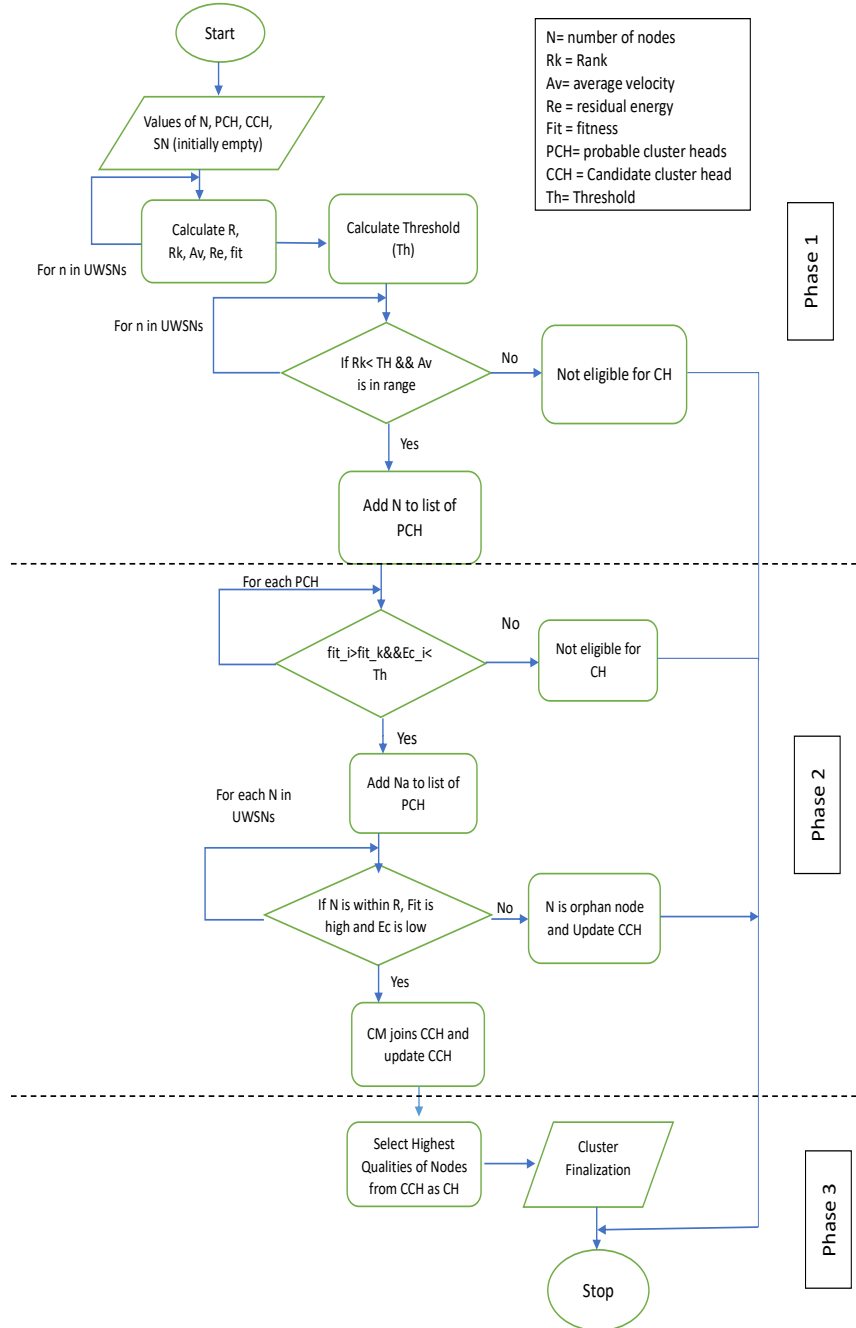 Start
N= number of nodes
Rk = Rank
Av= average velocity
Re = residual energy
Fit = fitness
PCH= probable cluster heads
CCH = Candidate cluster head
Th= Threshold
Values of N, PCH, CCH,
SN (initially empty)
Calculate R,
Rk, Av, Re, fit
Calculate Threshold
(Th)
For n in UWSNs
For n in UWSNs
If Rk< TH && Av
is in range
No
Not eligible for CH
Yes
Add N to list of
PCH
Phase 1
For each PCH
fit_i>fit_k&&Ec_i<
Th
No
Not eligible for
CH
Yes
Add Na to list of
PCH
For each N in
UWSNs
If N is within R, Fit is
high and Ec is low
No
N is orphan node
and Update CCH
Yes
CM joins CCH and
update CCH
Phase 2
Select Highest
Qualities of Nodes
from CCH as CH
Cluster
Finalization
Stop
Phase 3